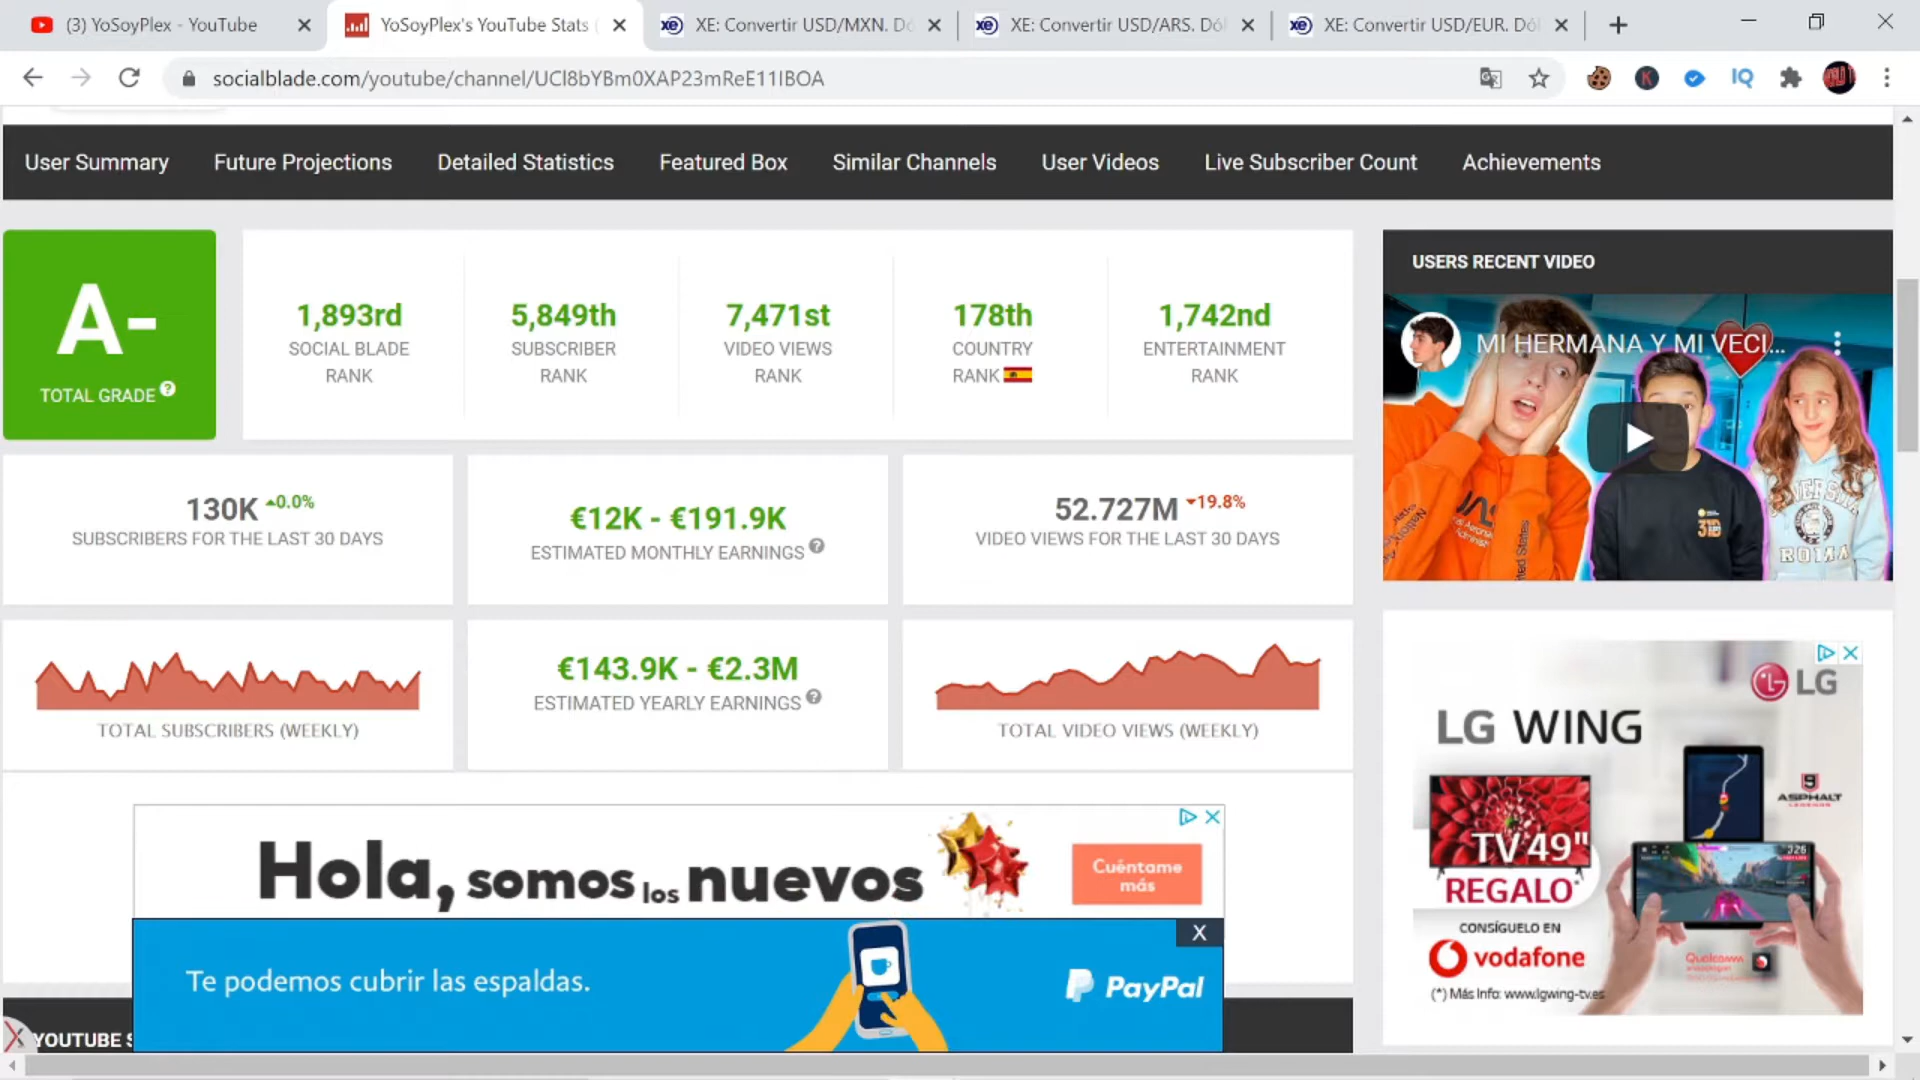 (3) YoSoyPlex - YouTube
YoSoyPlex's YouTube Stats (
XE: Convertir USD/MXN. Dó
XE: Convertir USD/ARS. Dól
XE: Convertir USD/EUR. Dól
socialblade.com/youtube/channel/UCl8bYBm0XAP23mReE11lBOA
User Summary
Future Projections
Detailed Statistics
Featured Box
Similar Channels
User Videos
Live Subscriber Count
Achievements
A-
TOTAL GRADE
1,893rd
SOCIAL BLADE
RANK
5,849th
SUBSCRIBER
RANK
7,471st
VIDEO VIEWS
RANK
178th
COUNTRY
RANK
1,742nd
ENTERTAINMENT
RANK
130K 0.0%
SUBSCRIBERS FOR THE LAST 30 DAYS
€12K - €191.9K
ESTIMATED MONTHLY EARNINGS
52.727M 19.8%
VIDEO VIEWS FOR THE LAST 30 DAYS
TOTAL SUBSCRIBERS (WEEKLY)
€143.9K - €2.3M
ESTIMATED YEARLY EARNINGS
TOTAL VIDEO VIEWS (WEEKLY)
USERS RECENT VIDEO
MI HERMANA Y MI VECI...
LG
LG WING
TV 49"
REGALO*
CONSÍGUELO EN
vodafone
(*) Más Info: www.lgwing-tv.es
9
ASPHALT
LEGENDS
Qualcomm
snapdragon
Hola, somos los nuevos
Cuéntame
más
X
Te podemos cubrir las espaldas.
PayPal
YOUTUBE S